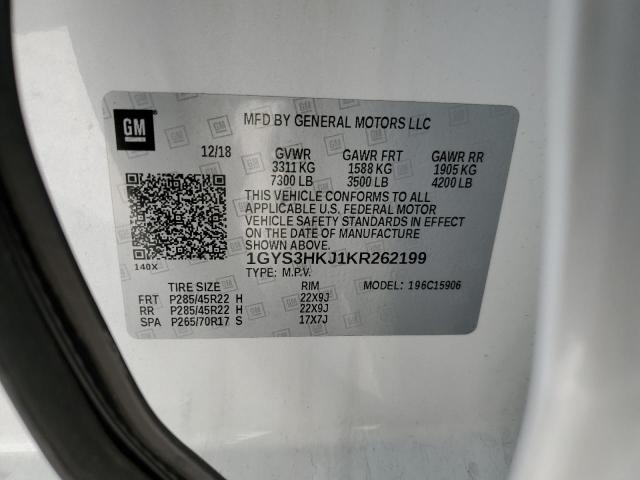 GM
MFD BY GENERAL MOTORS LLC
12/18 GVWR GAWR FRT GAWR RR
3311 KG 1588 KG 1905 KG
7300 LB 3500 LB 4200 LB
THIS VEHICLE CONFORMS TO ALL
APPLICABLE U.S. FEDERAL MOTOR
VEHICLE SAFETY STANDARDS IN EFFECT
ON THE DATE OF MANUFACTURE
SHOWN ABOVE.
140X
1GYS3HKJ1KR262199
TYPE: M.P.V.
TIRE SIZE RIM MODEL: 196C15906
FRT P285/45R22 H 22X9J
RR P285/45R22 H 22X9J
SPA P265/70R17 S 17X7J